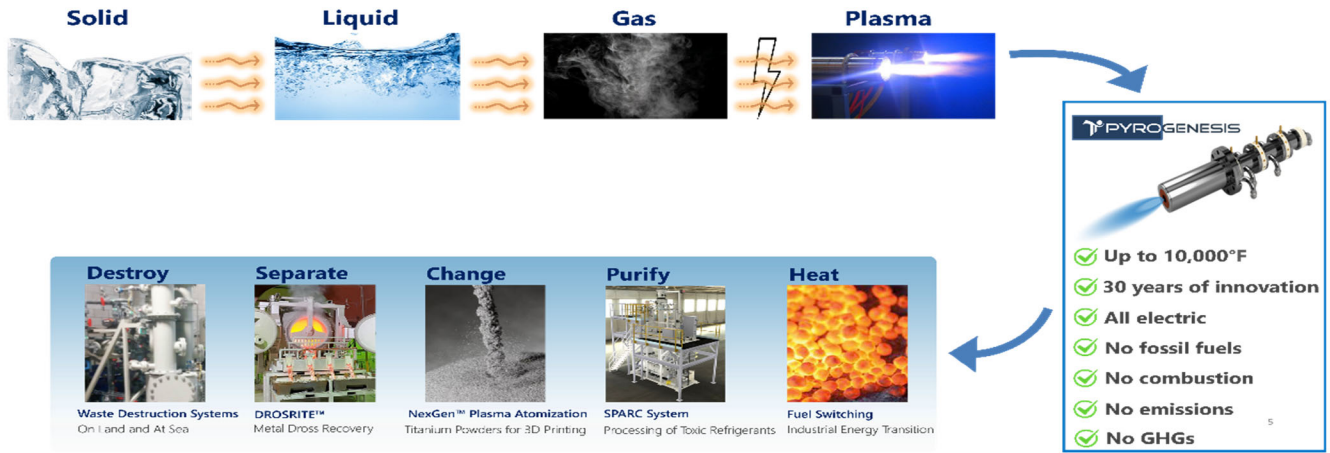 Solid
Liquid
Gas
Plasma
PYROGENESIS
Up to 10,000°F
30 years of innovation
All electric
No fossil fuels
No combustion
No emissions
No GHGs
5
Destroy
Separate
Change
Purify
Heat
Waste Destruction Systems
On Land and At Sea
DROSRITE™
Metal Dross Recovery
NexGen™ Plasma Atomization
Titanium Powders for 3D Printing
SPARC System
Processing of Toxic Refrigerants
Fuel Switching
Industrial Energy Transition